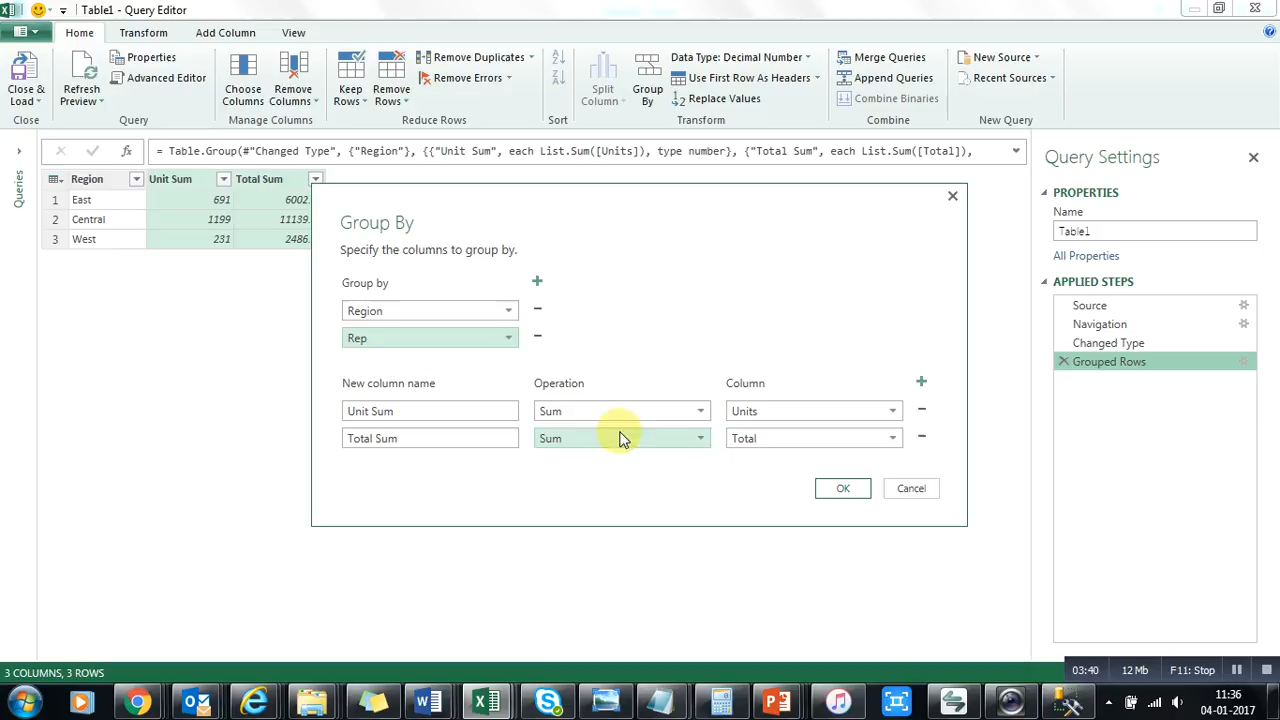 Table1 - Query Editor
Home Transform Add Column View
Close & Load
Refresh Preview
Properties
Advanced Editor
Choose Columns
Remove Columns
Keep Rows
Remove Rows
Remove Duplicates
Remove Errors
Split Column
Group By
Data Type: Decimal Number
Use First Row As Headers
Replace Values
Merge Queries
Append Queries
Combine Binaries
New Source
Recent Sources
Close Query Manage Columns Reduce Rows Sort Transform Combine New Query
= Table.Group(#"Changed Type", {"Region"}, {{"Unit Sum", each List.Sum([Units]), type number}, {"Total Sum", each List.Sum([Total]),
Queries
Region Unit Sum Total Sum
1 East 691 6002.
2 Central 1199 11139.
3 West 231 2486.
Group By
Specify the columns to group by.
Group by
Region
Rep
New column name Operation Column
Unit Sum Sum Units
Total Sum Sum Total
OK Cancel
Query Settings
PROPERTIES
Name
Table1
All Properties
APPLIED STEPS
Source
Navigation
Changed Type
Grouped Rows
3 COLUMNS, 3 ROWS
03:40 12 Mb F11: Stop
11:36
04-01-2017